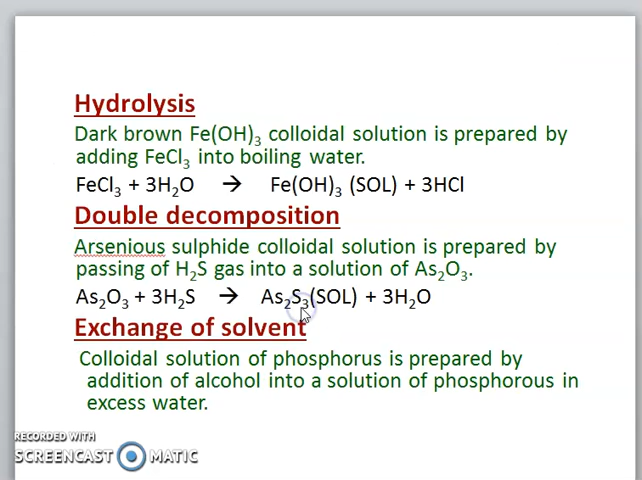 Hydrolysis
Dark brown Fe(OH)₃ colloidal solution is prepared by
adding FeCl₃ into boiling water.
FeCl₃ + 3H₂O → Fe(OH)₃ (SOL) + 3HCl
Double decomposition
Arsenious sulphide colloidal solution is prepared by
passing of H₂S gas into a solution of As₂O₃.
As₂O₃ + 3H₂S → As₂S₃(SOL) + 3H₂O
Exchange of solvent
Colloidal solution of phosphorus is prepared by
addition of alcohol into a solution of phosphorous in
excess water.
RECORDED WITH
SCREENCAST MATIC